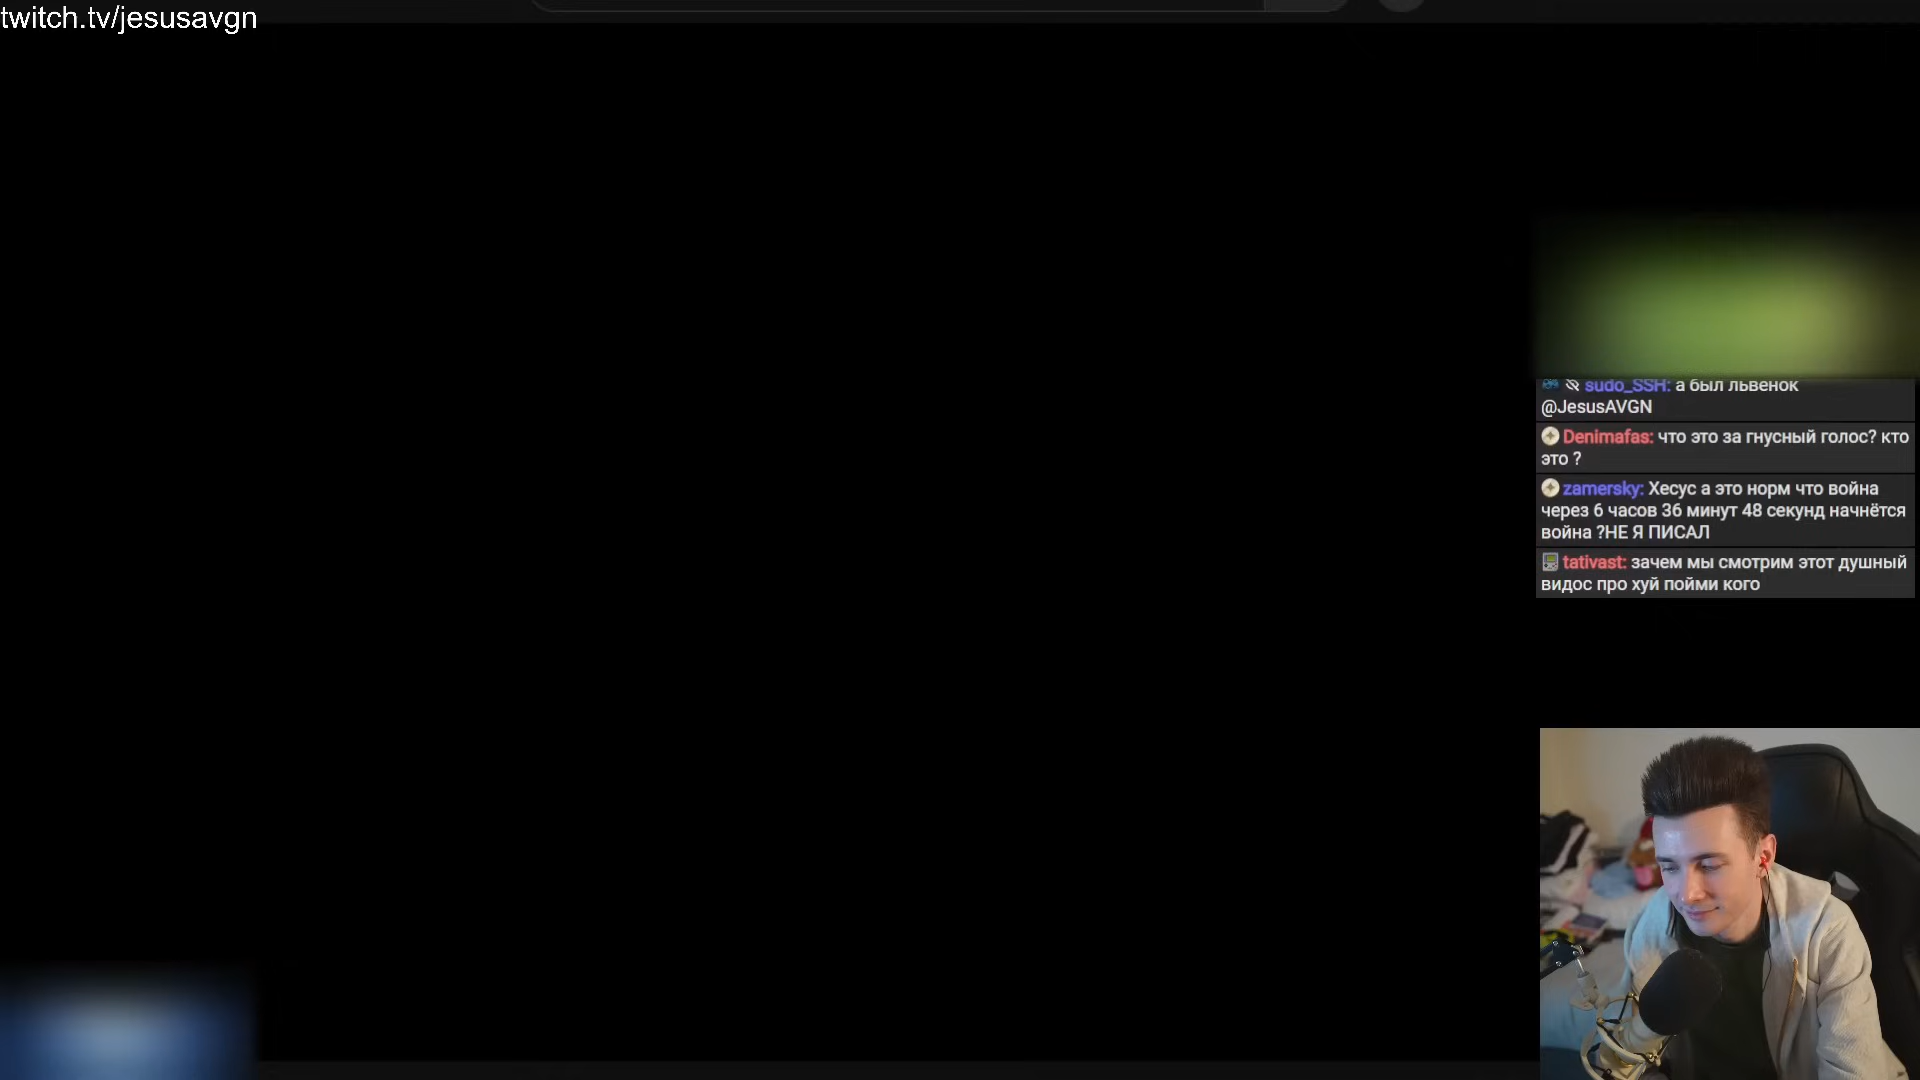 twitch.tv/jesusavgn
sudo_SSH: а был львенок
@JesusAVGN
Denimafas: что это за гнусный голос? кто
это ?
zamersky: Хесус а это норм что война
через 6 часов 36 минут 48 секунд начнётся
война ?НЕ Я ПИСАЛ
tativast: зачем мы смотрим этот душный
видос про хуй пойми кого